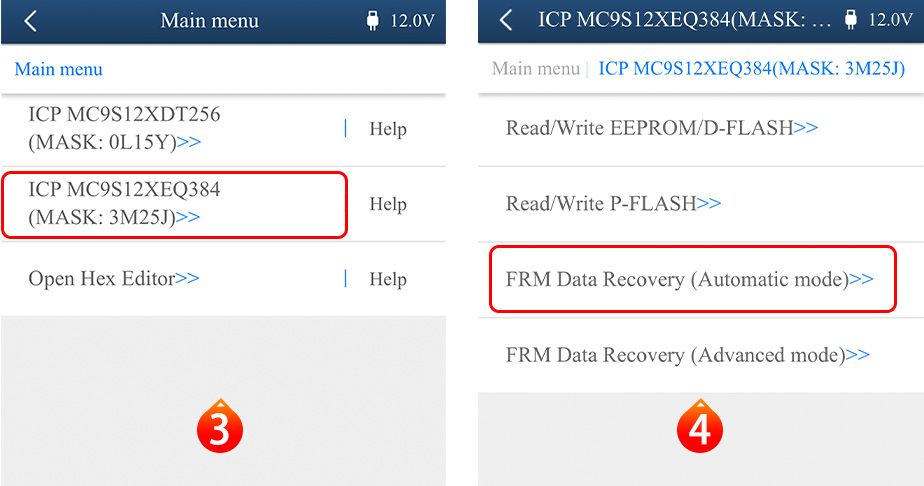 Main menu
12.0V
Main menu
ICP MC9S12XDT256
(MASK: 0L15Y)>>
| Help
ICP MC9S12XEQ384
(MASK: 3M25J)>>
Help
Open Hex Editor>>
| Help
3
ICP MC9S12XEQ384(MASK: ...
12.0V
Main menu | ICP MC9S12XEQ384(MASK: 3M25J)
Read/Write EEPROM/D-FLASH>>
Read/Write P-FLASH>>
FRM Data Recovery (Automatic mode)>>
FRM Data Recovery (Advanced mode)>>
4